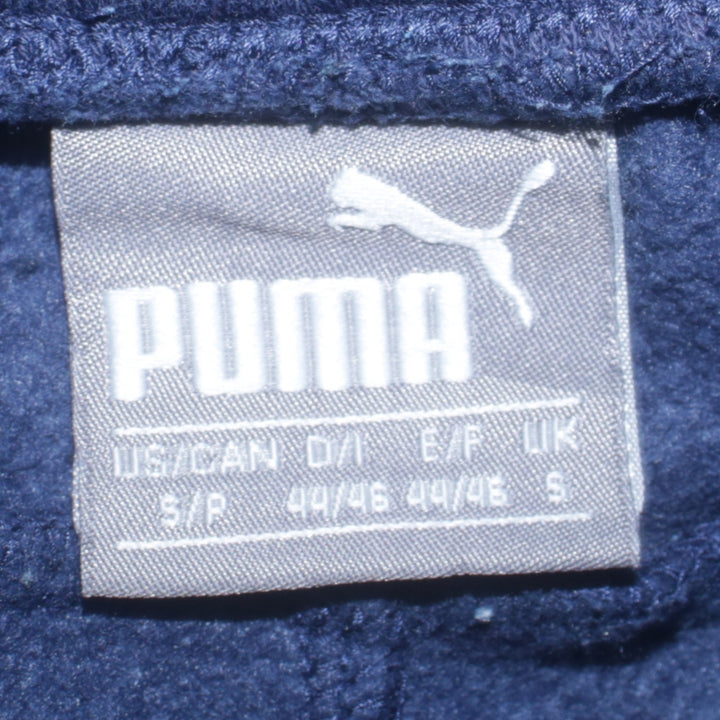 PUMA
US/CAN D/I E/F UK
S/P 44/46 44/46 S